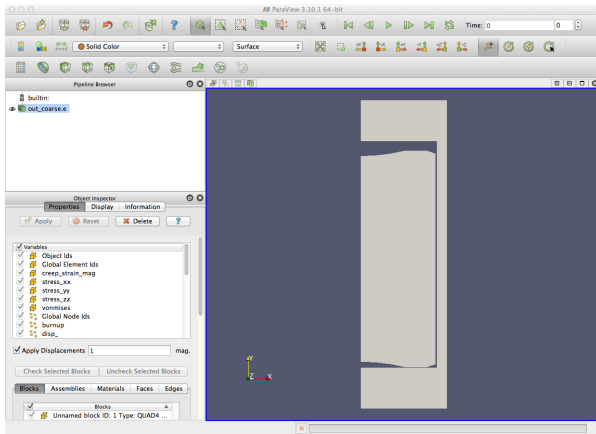 ParaView 3.10.1 64-bit
Time: 0
0
Solid Color
Surface
Pipeline Browser
builtin:
out_coarse.e
Object Inspector
Properties Display Information
Apply Reset Delete ?
Variables
Object Ids
Global Element Ids
creep_strain_mag
stress_xx
stress_yy
stress_zz
vonmises
Global Node Ids
burnup
disp_
Apply Displacements 1 mag.
Check Selected Blocks Uncheck Selected Blocks
Blocks Assemblies Materials Faces Edges
Blocks
Unnamed block ID: 1 Type: QUAD4 ...
Y
Z X